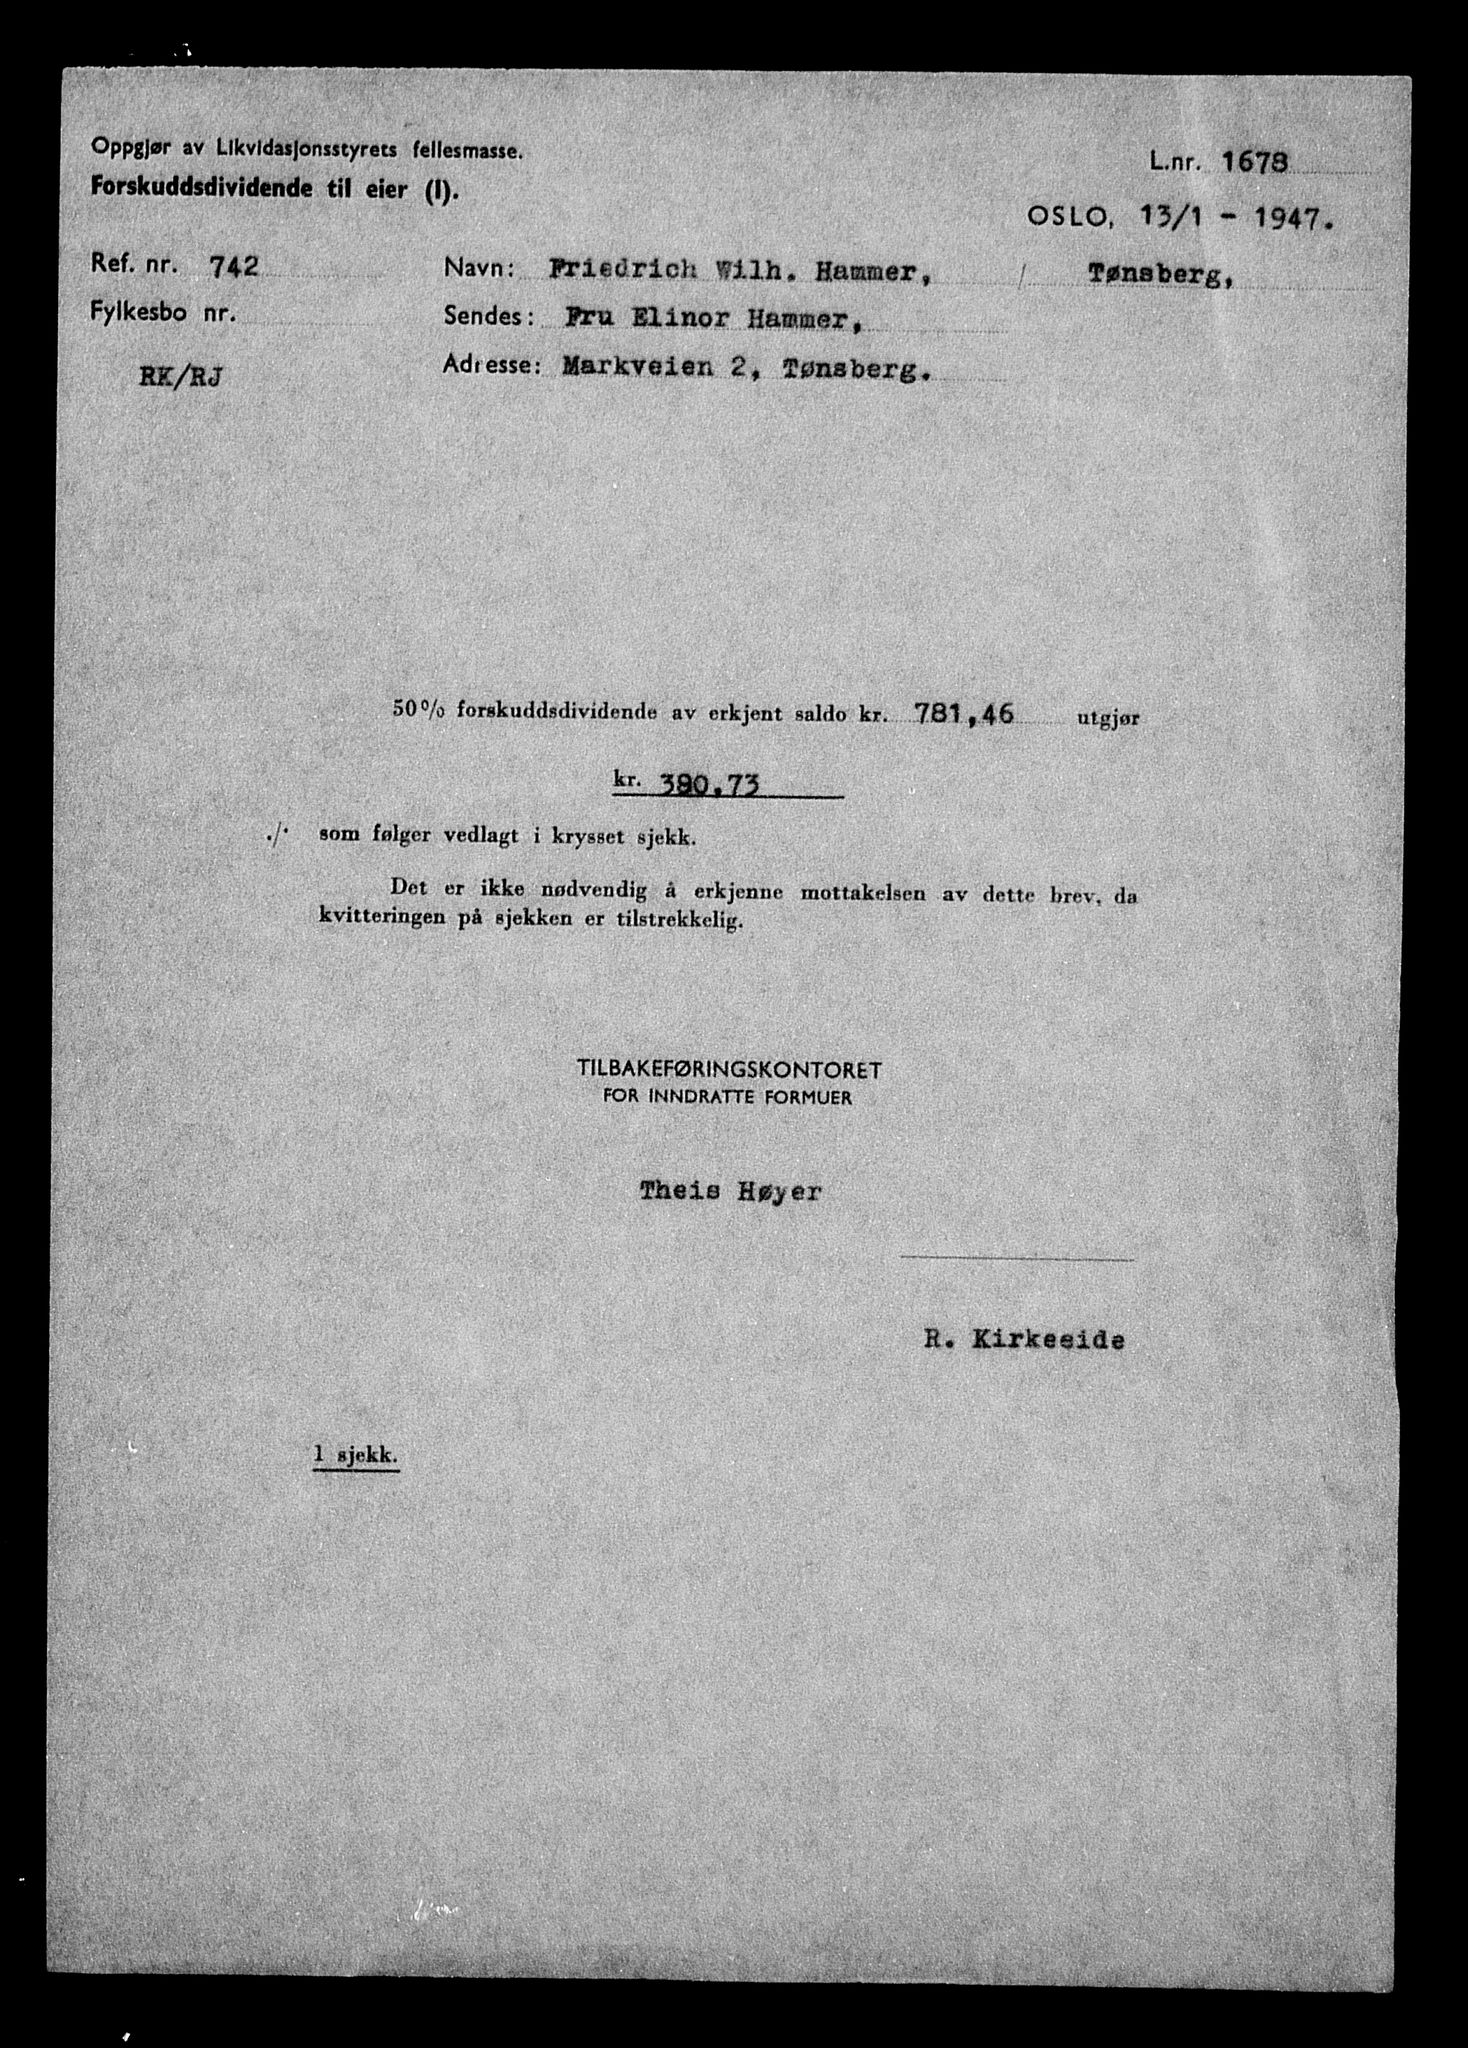 Oppgjør av Likvidasjonsstyrets fellesmasse.
Forskuddsdividende til eier (I).
L.nr. 1678
OSLO, 13/1 - 1947.
Ref. nr. 742
Navn: Friedrich Wilh. Hammer, / Tønsberg,
Fylkesbo nr.
Sendes: Fru Elinor Hammer,
RK/RJ
Adresse: Markveien 2, Tønsberg.
50% forskuddsdividende av erkjent saldo kr. 781,46 utgjør
kr. 390,73
./· som følger vedlagt i krysset sjekk.
Det er ikke nødvendig å erkjenne mottakelsen av dette brev, da
kvitteringen på sjekken er tilstrekkelig.
TILBAKEFØRINGSKONTORET
FOR INNDRATTE FORMUER
Theis Høyer
R. Kirkeeide
1 sjekk.